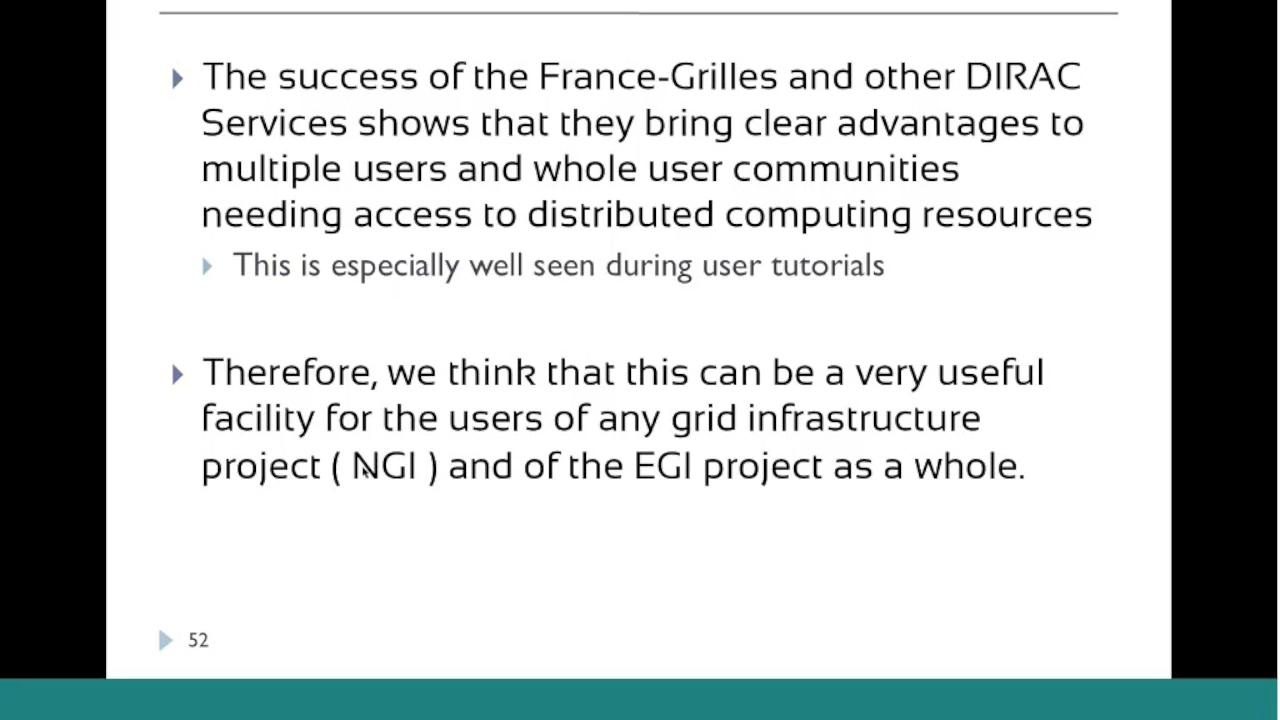 The success of the France-Grilles and other DIRAC
Services shows that they bring clear advantages to
multiple users and whole user communities
needing access to distributed computing resources
This is especially well seen during user tutorials
Therefore, we think that this can be a very useful
facility for the users of any grid infrastructure
project ( NGI ) and of the EGI project as a whole.
52